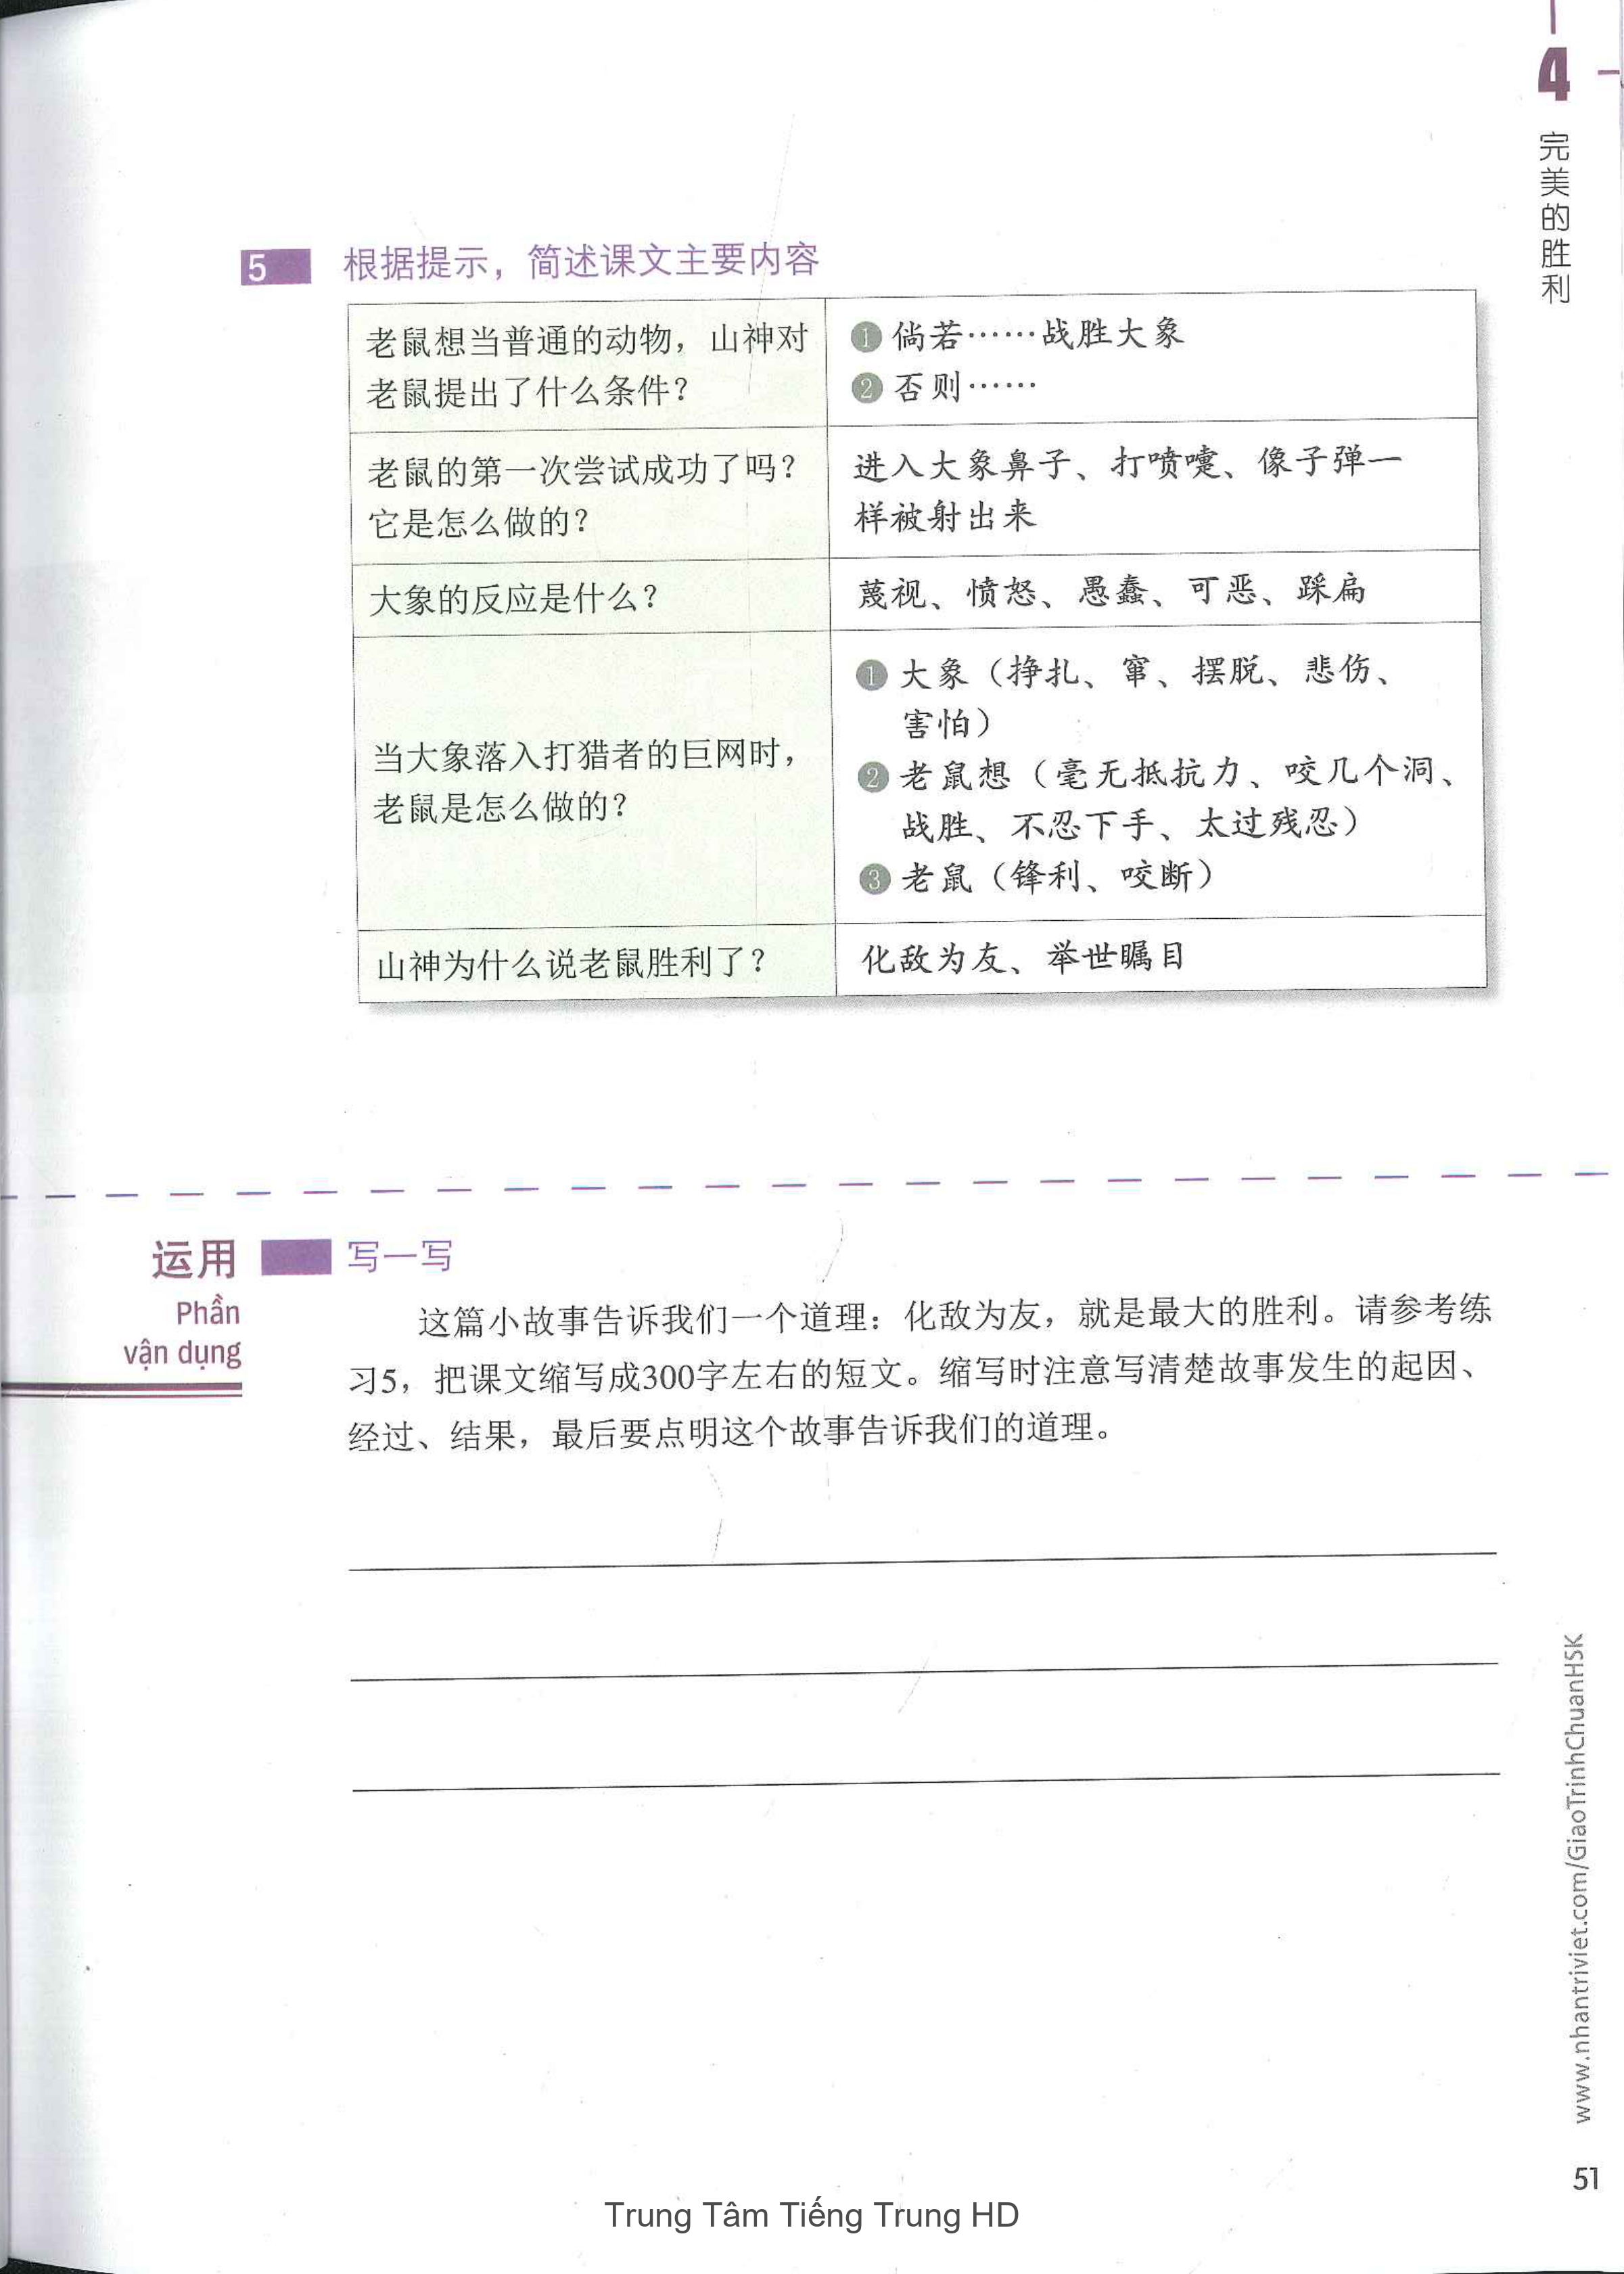 4
完美的胜利
5 根据提示，简述课文主要内容
老鼠想当普通的动物，山神对
老鼠提出了什么条件？
❶ 倘若……战胜大象
❷ 否则……
老鼠的第一次尝试成功了吗？
它是怎么做的？
进入大象鼻子、打喷嚏、像子弹一
样被射出来
大象的反应是什么？
蔑视、愤怒、愚蠢、可恶、踩扁
当大象落入打猎者的巨网时，
老鼠是怎么做的？
❶ 大象（挣扎、窜、摆脱、悲伤、
害怕）
❷ 老鼠想（毫无抵抗力、咬几个洞、
战胜、不忍下手、太过残忍）
❸ 老鼠（锋利、咬断）
山神为什么说老鼠胜利了？
化敌为友、举世瞩目
运用
Phần
vận dụng
写一写
这篇小故事告诉我们一个道理：化敌为友，就是最大的胜利。请参考练
习5，把课文缩写成300字左右的短文。缩写时注意写清楚故事发生的起因、
经过、结果，最后要点明这个故事告诉我们的道理。
www.nhantriviet.com/GiaoTrinhChuanHSK
51
Trung Tâm Tiếng Trung HD